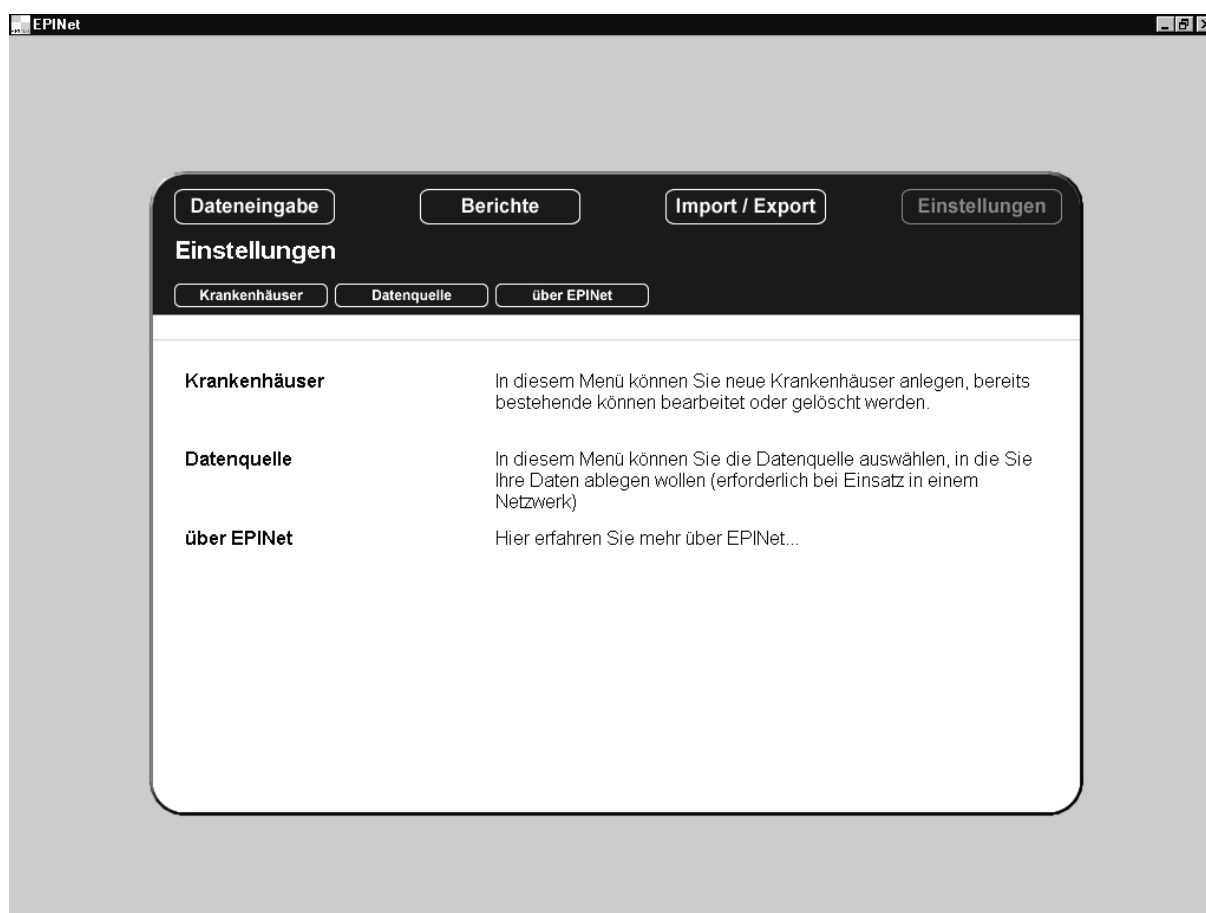 EPINet
Dateneingabe Berichte Import / Export Einstellungen
Einstellungen
Krankenhäuser Datenquelle über EPINet
Krankenhäuser In diesem Menü können Sie neue Krankenhäuser anlegen, bereits
bestehende können bearbeitet oder gelöscht werden.
Datenquelle In diesem Menü können Sie die Datenquelle auswählen, in die Sie
Ihre Daten ablegen wollen (erforderlich bei Einsatz in einem
Netzwerk)
über EPINet Hier erfahren Sie mehr über EPINet...